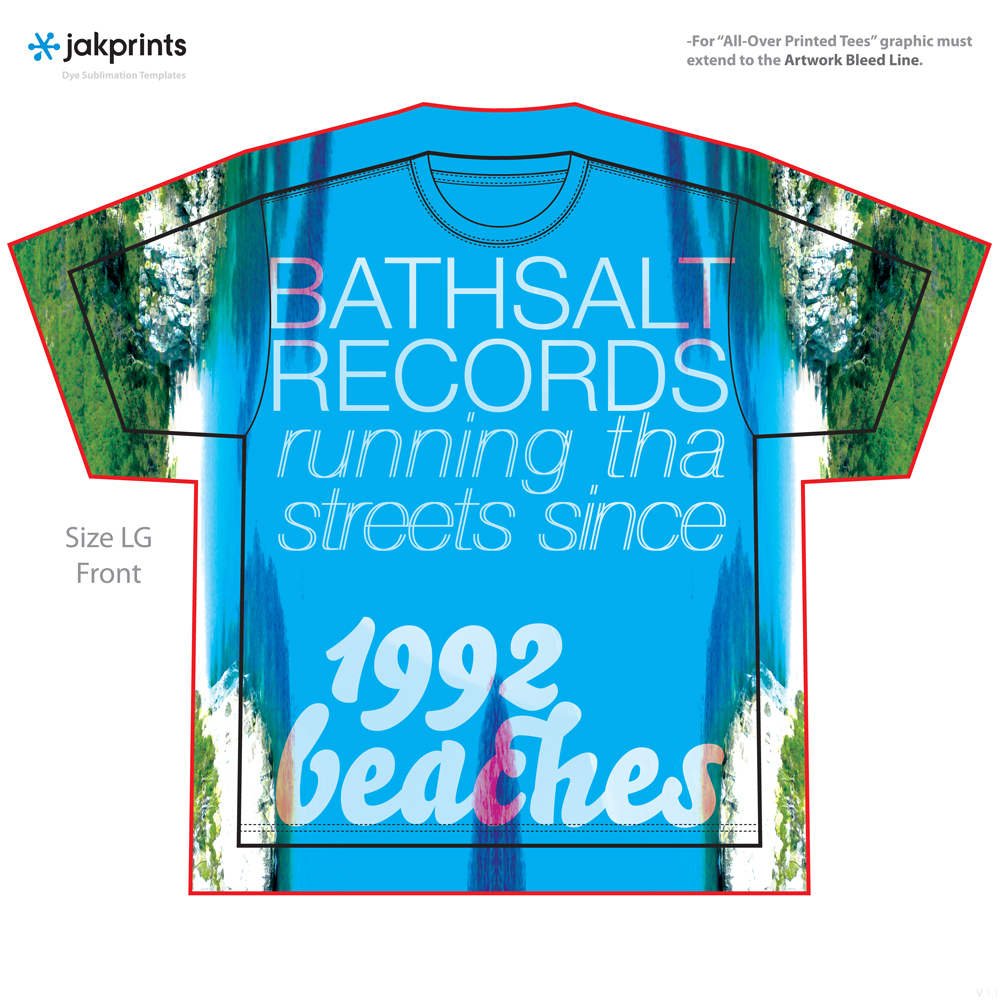 jakprints
Dye Sublimation Templates
-For “All-Over Printed Tees” graphic must
extend to the Artwork Bleed Line.
BATHSALT
RECORDS
running tha
streets since
Size LG
Front
1992
beaches